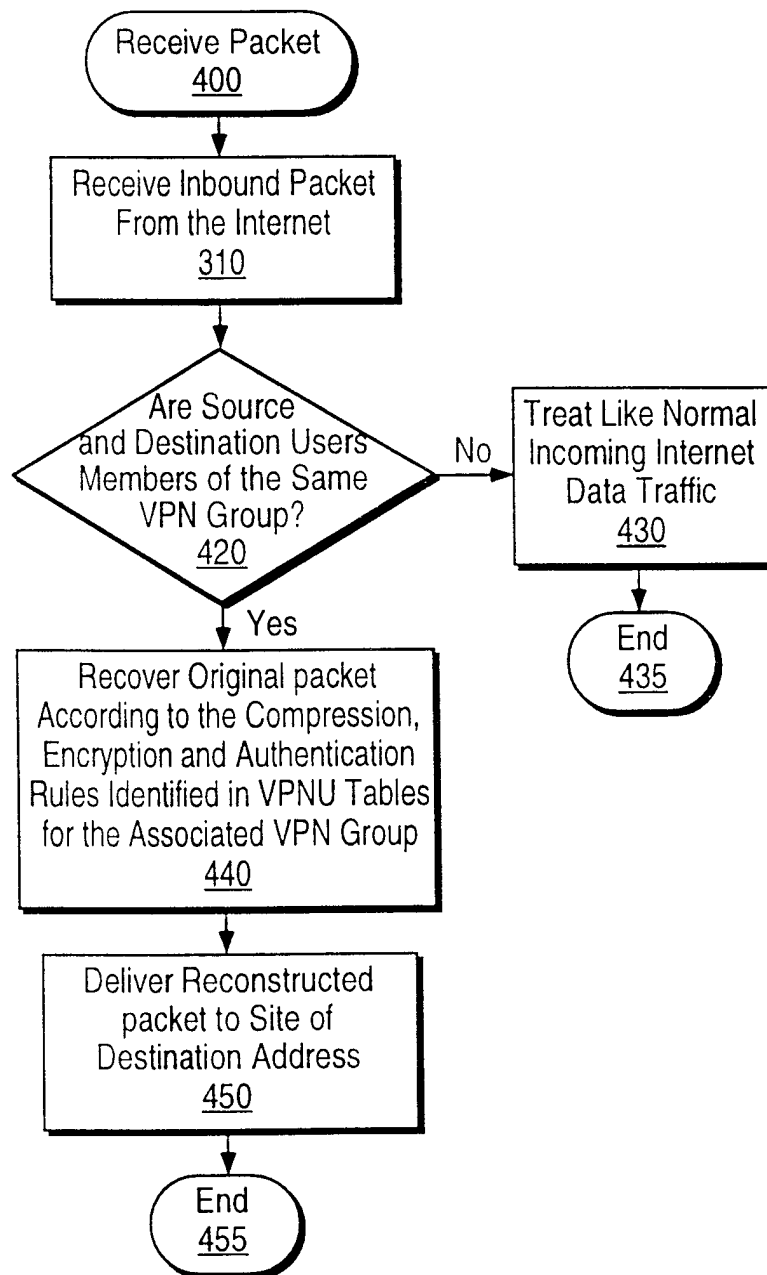 Receive Packet
400
Receive Inbound Packet
From the Internet
310
Are Source
and Destination Users
Members of the Same
VPN Group?
420
No
Treat Like Normal
Incoming Internet
Data Traffic
430
End
435
Yes
Recover Original packet
According to the Compression,
Encryption and Authentication
Rules Identified in VPNU Tables
for the Associated VPN Group
440
Deliver Reconstructed
packet to Site of
Destination Address
450
End
455